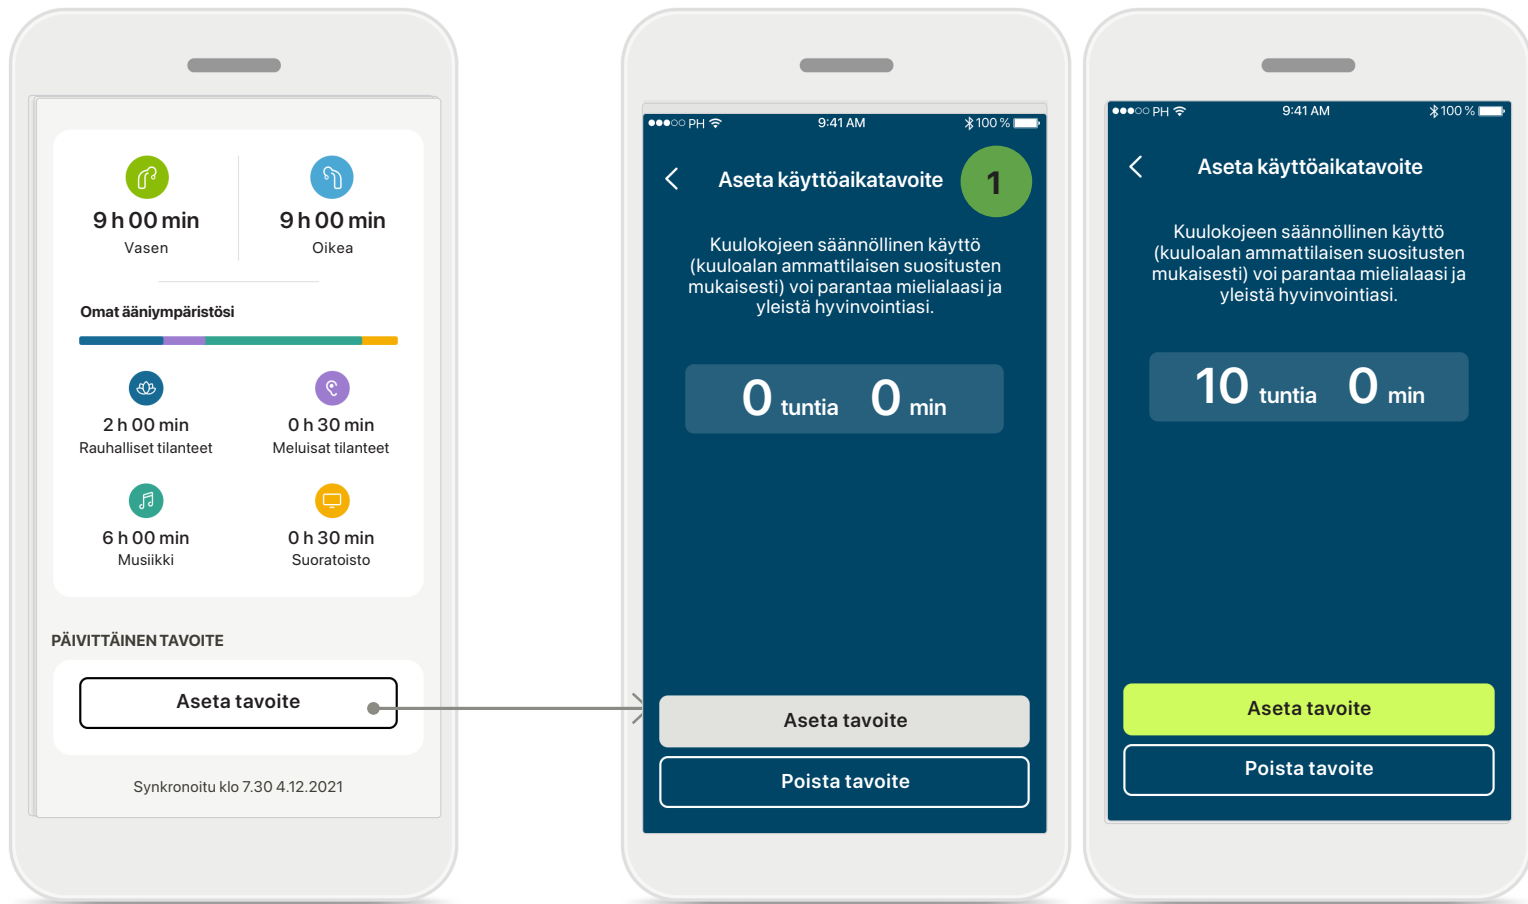 9 h 00 min
Vasen
9 h 00 min
Oikea
Omat ääniympäristösi
2 h 00 min
Rauhalliset tilanteet
0 h 30 min
Meluisat tilanteet
6 h 00 min
Musiikki
0 h 30 min
Suoratoisto
PÄIVITTÄINEN TAVOITE
Aseta tavoite
Synkronoitu klo 7.30 4.12.2021
PH 9:41 AM 100 %
Aseta käyttöaikatavoite
1
Kuulokojeen säännöllinen käyttö
(kuuloalan ammattilaisen suositusten
mukaisesti) voi parantaa mielialaasi ja
yleistä hyvinvointiasi.
0 tuntia 0 min
Aseta tavoite
Poista tavoite
PH 9:41 AM 100 %
Aseta käyttöaikatavoite
Kuulokojeen säännöllinen käyttö
(kuuloalan ammattilaisen suositusten
mukaisesti) voi parantaa mielialaasi ja
yleistä hyvinvointiasi.
10 tuntia 0 min
Aseta tavoite
Poista tavoite